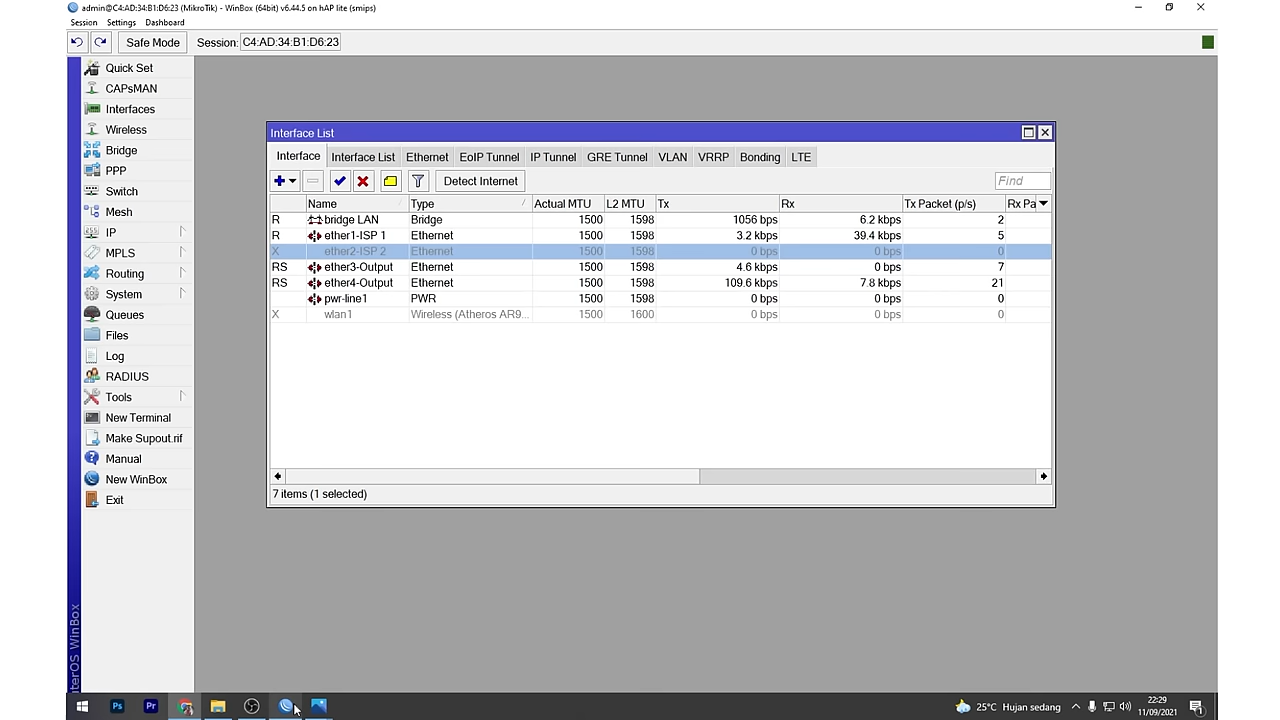 admin@C4:AD:34:B1:D6:23 (MikroTik) - WinBox (64bit) v6.44.5 on hAP lite (smips)
Session Settings Dashboard
Safe Mode Session: C4:AD:34:B1:D6:23
Quick Set
CAPsMAN
Interfaces
Wireless
Bridge
PPP
Switch
Mesh
IP
MPLS
Routing
System
Queues
Files
Log
RADIUS
Tools
New Terminal
Make Supout.rif
Manual
New WinBox
Exit
terOS WinBox
Interface List
Interface Interface List Ethernet EoIP Tunnel IP Tunnel GRE Tunnel VLAN VRRP Bonding LTE
Detect Internet Find
Name Type Actual MTU L2 MTU Tx Rx Tx Packet (p/s) Rx Pa
R bridge LAN Bridge 1500 1598 1056 bps 6.2 kbps 2
R ether1-ISP 1 Ethernet 1500 1598 3.2 kbps 39.4 kbps 5
X ether2-ISP 2 Ethernet 1500 1598 0 bps 0 bps 0
RS ether3-Output Ethernet 1500 1598 4.6 kbps 0 bps 7
RS ether4-Output Ethernet 1500 1598 109.6 kbps 7.8 kbps 21
pwr-line1 PWR 1500 1598 0 bps 0 bps 0
X wlan1 Wireless (Atheros AR9... 1500 1600 0 bps 0 bps 0
7 items (1 selected)
Ps Pr 25°C Hujan sedang 22:29
11/09/2021 1